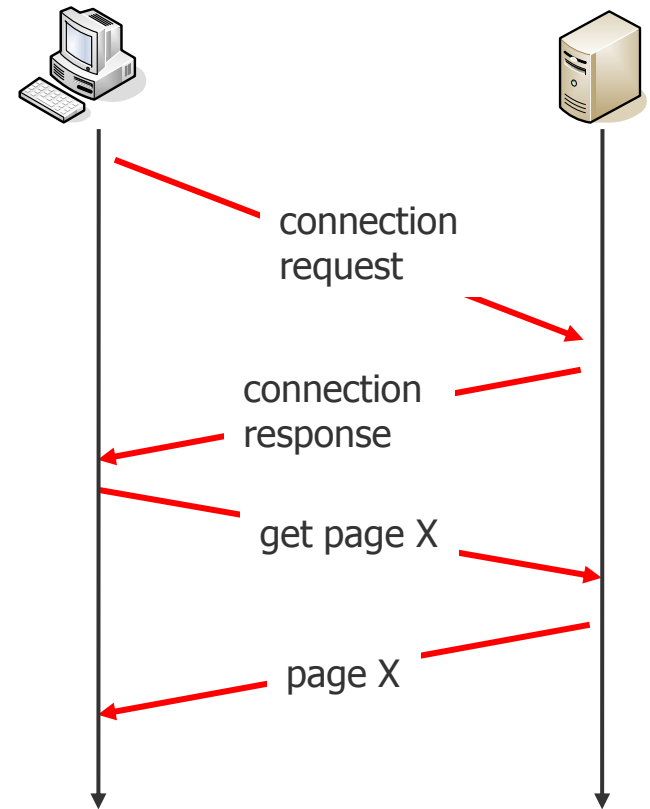 connection
request
connection
response
get page X
page X